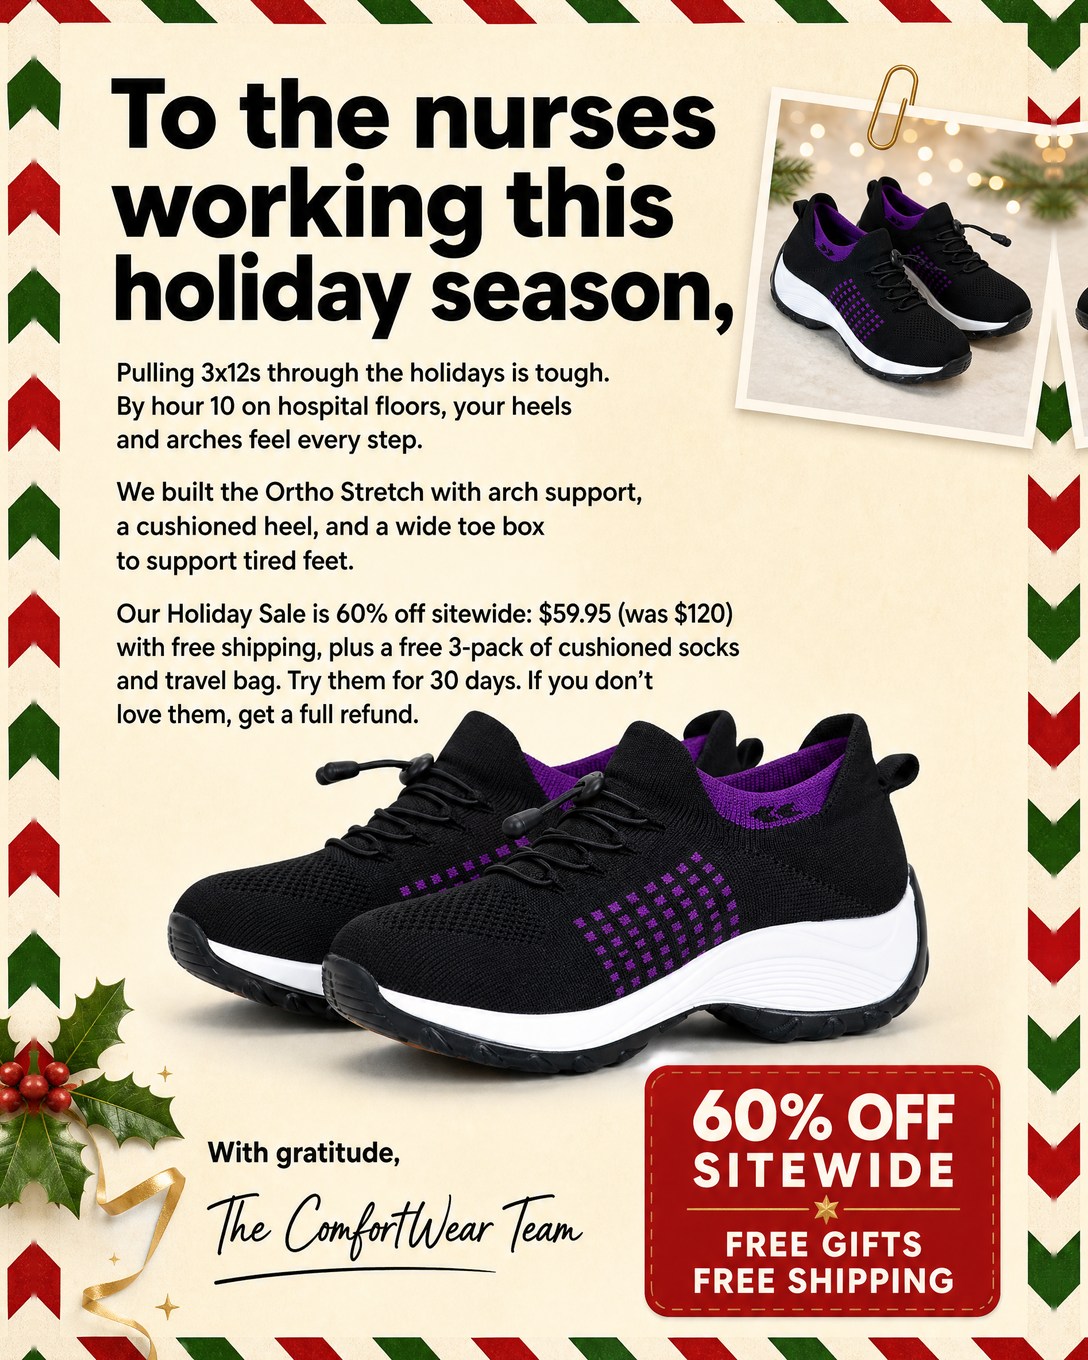 To the nurses
working this
holiday season,
Pulling 3x12s through the holidays is tough.
By hour 10 on hospital floors, your heels
and arches feel every step.
We built the Ortho Stretch with arch support,
a cushioned heel, and a wide toe box
to support tired feet.
Our Holiday Sale is 60% off sitewide: $59.95 (was $120)
with free shipping, plus a free 3-pack of cushioned socks
and travel bag. Try them for 30 days. If you don’t
love them, get a full refund.
With gratitude,
The ComfortWear Team
60% OFF
SITEWIDE
FREE GIFTS
FREE SHIPPING